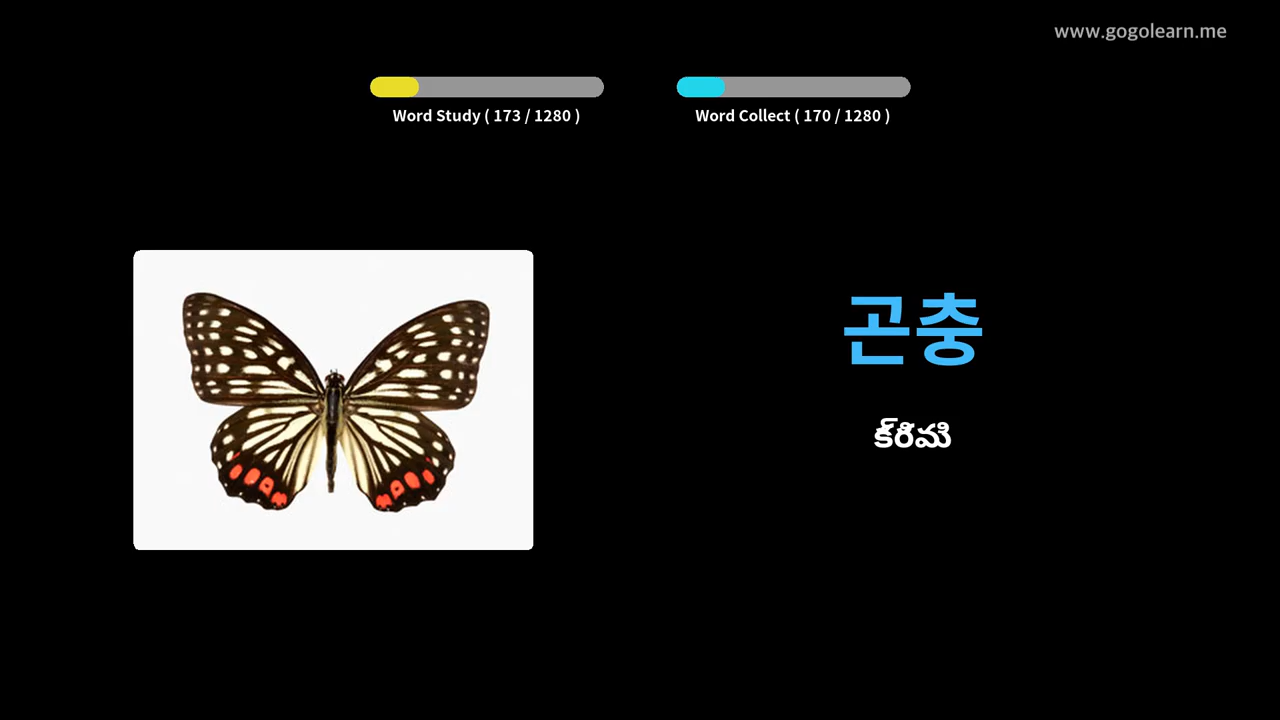 www.gogolearn.me
Word Study ( 173 / 1280 )
Word Collect ( 170 / 1280 )
곤충
క్రిమి